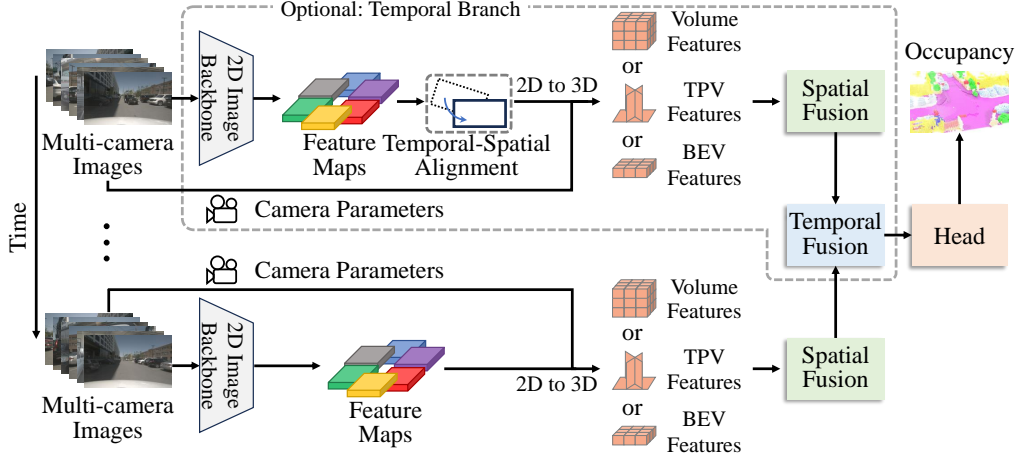 Optional: Temporal Branch
Multi-camera
Images
2D Image
Backbone
Feature
Maps
Temporal-Spatial
Alignment
2D to 3D
Volume
Features
or
TPV
Features
or
BEV
Features
Spatial
Fusion
Occupancy
Camera Parameters
Time
Temporal
Fusion
Head
Camera Parameters
Multi-camera
Images
2D Image
Backbone
Feature
Maps
2D to 3D
Volume
Features
or
TPV
Features
or
BEV
Features
Spatial
Fusion